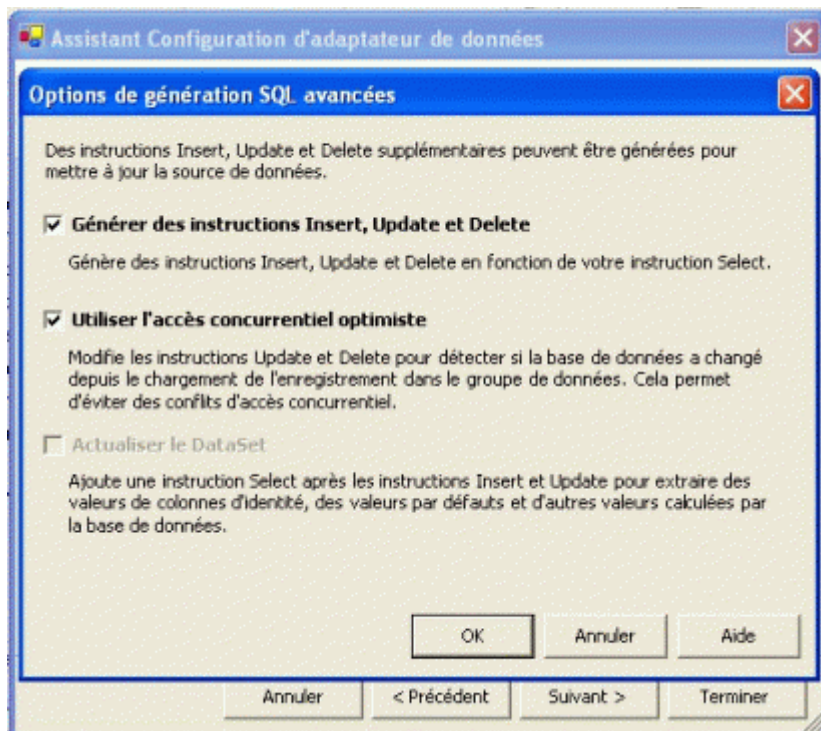 Assistant Configuration d'adaptateur de données
Options de génération SQL avancées
Des instructions Insert, Update et Delete supplémentaires peuvent être générées pour
mettre à jour la source de données.
Générer des instructions Insert, Update et Delete
Génère des instructions Insert, Update et Delete en fonction de votre instruction Select.
Utiliser l'accès concurrentiel optimiste
Modifie les instructions Update et Delete pour détecter si la base de données a changé
depuis le chargement de l'enregistrement dans le groupe de données. Cela permet
d'éviter des conflits d'accès concurrentiel.
Actualiser le DataSet
Ajoute une instruction Select après les instructions Insert et Update pour extraire des
valeurs de colonnes d'identité, des valeurs par défauts et d'autres valeurs calculées par
la base de données.
OK Annuler Aide
Annuler < Précédent Suivant > Terminer